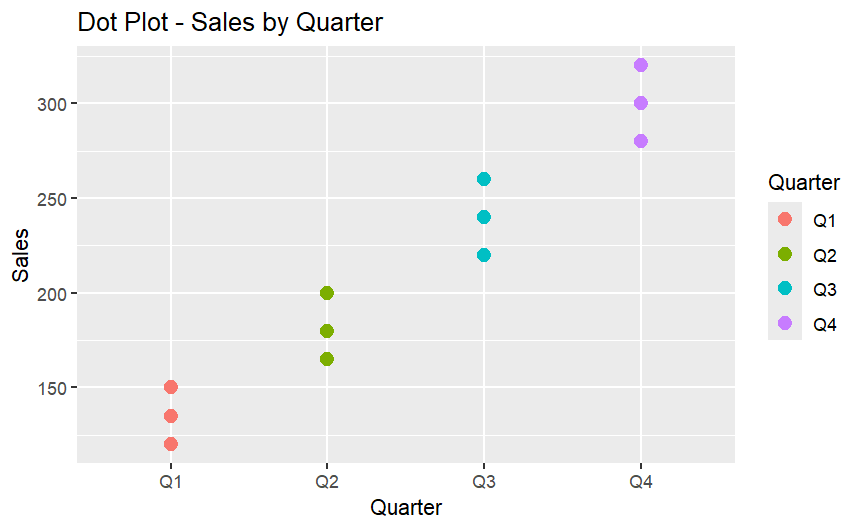 Dot Plot - Sales by Quarter
Sales
300
250
200
150
Q1 Q2 Q3 Q4
Quarter
Quarter
Q1
Q2
Q3
Q4